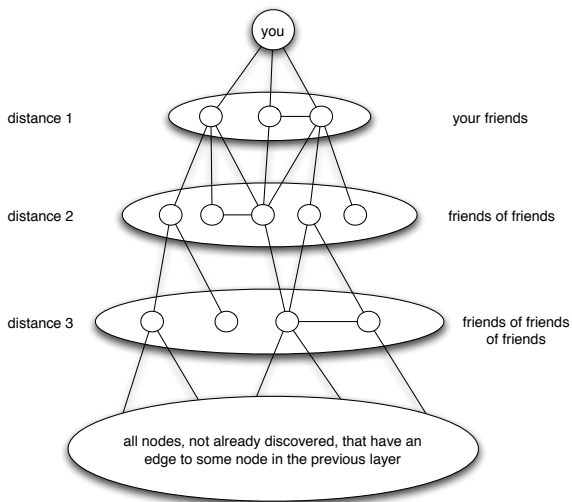 you
distance 1
your friends
distance 2
friends of friends
distance 3
friends of friends
of friends
all nodes, not already discovered, that have an
edge to some node in the previous layer